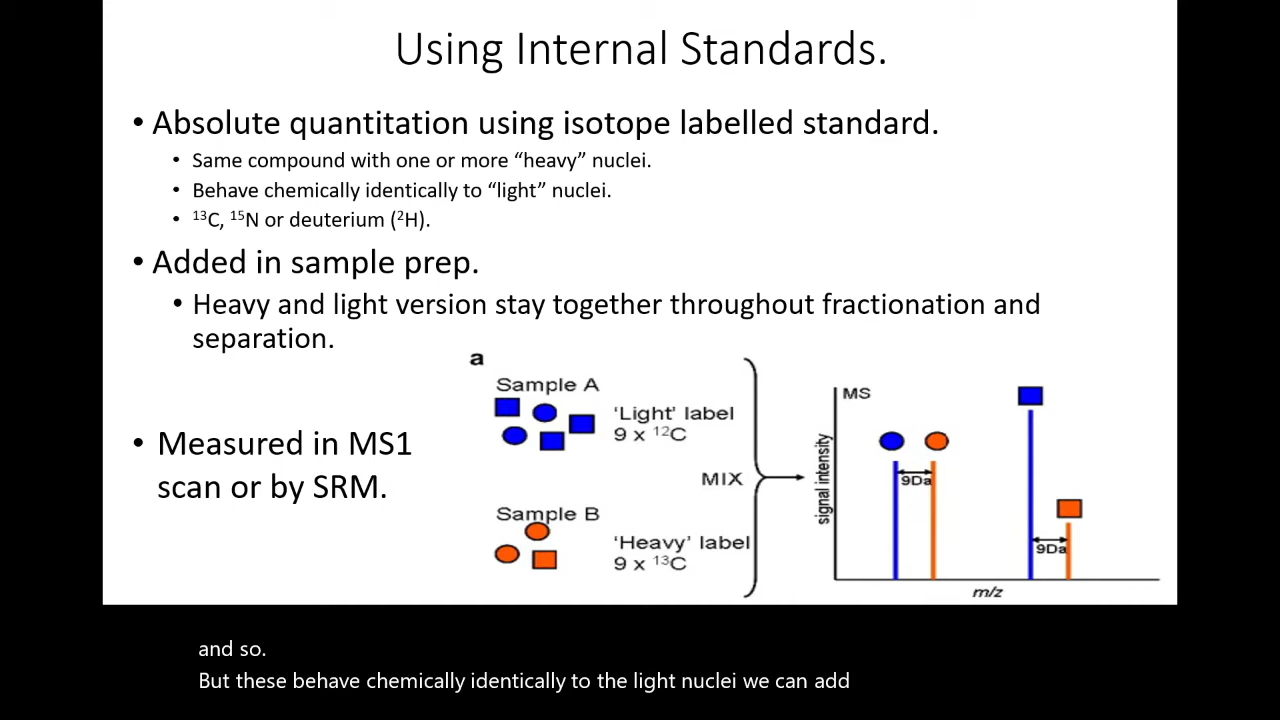 Using Internal Standards.
• Absolute quantitation using isotope labelled standard.
• Same compound with one or more “heavy” nuclei.
• Behave chemically identically to “light” nuclei.
• ¹³C, ¹⁵N or deuterium (²H).
• Added in sample prep.
• Heavy and light version stay together throughout fractionation and
separation.
• Measured in MS1
scan or by SRM.
a
Sample A
‘Light’ label
9 x ¹²C
MIX
Sample B
‘Heavy’ label
9 x ¹³C
MS
signal intensity
9Da
9Da
m/z
and so.
But these behave chemically identically to the light nuclei we can add